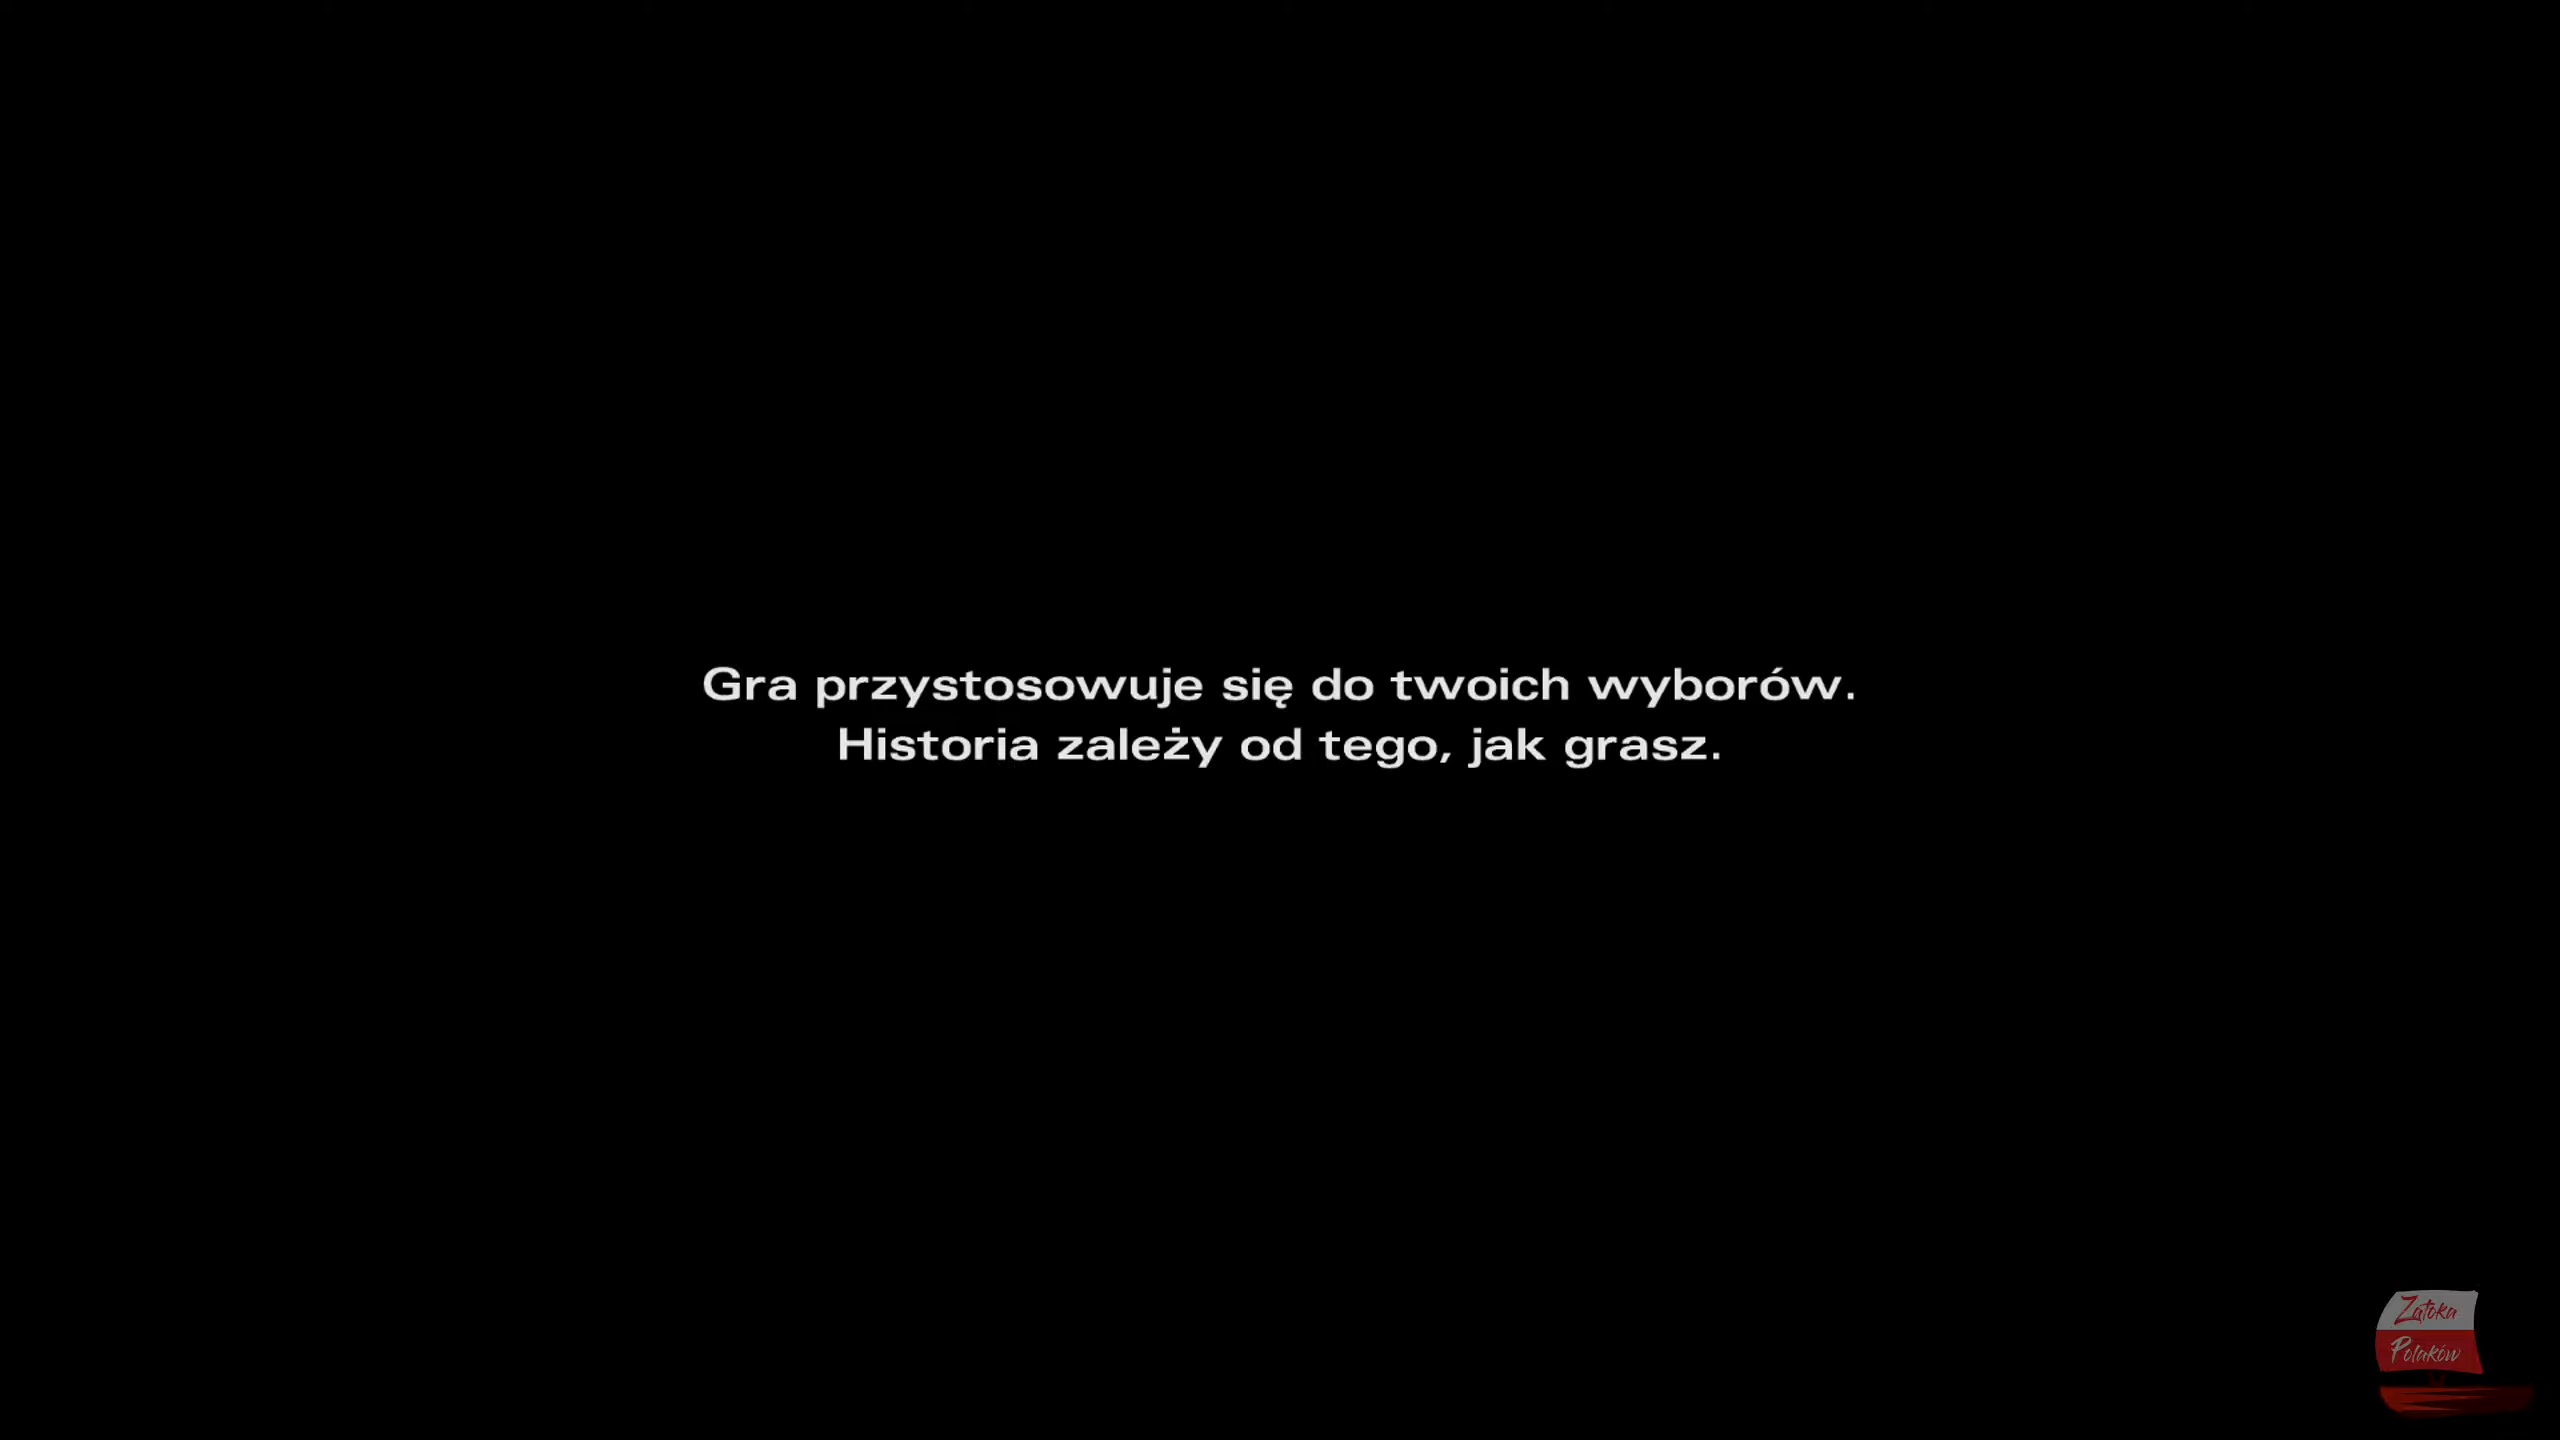 Gra przystosowuje się do twoich wyborów.
Historia zależy od tego, jak grasz.
Zatoka
Polaków